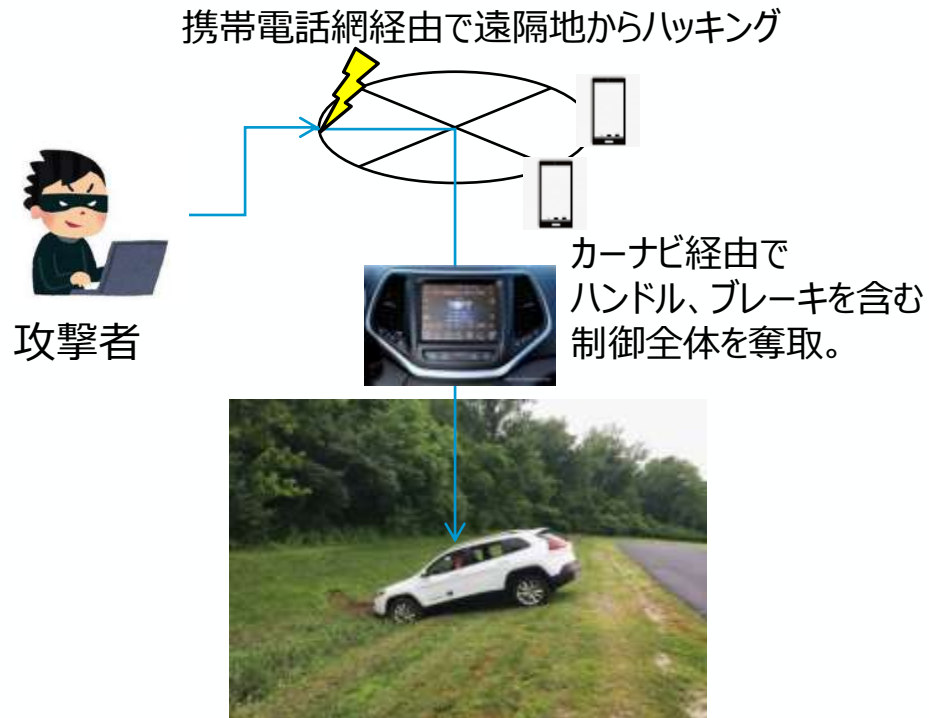 携帯電話網経由で遠隔地からハッキング
攻撃者
カーナビ経由で
ハンドル、ブレーキを含む
制御全体を奪取。